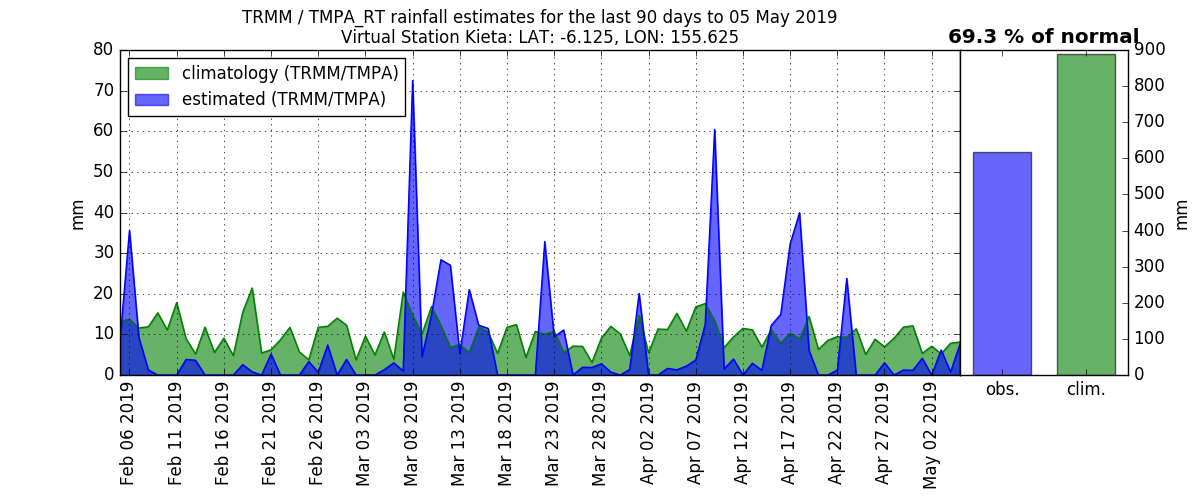 TRMM / TMPA_RT rainfall estimates for the last 90 days to 05 May 2019
Virtual Station Kieta: LAT: -6.125, LON: 155.625
69.3 % of normal
climatology (TRMM/TMPA)
estimated (TRMM/TMPA)
mm
80
70
60
50
40
30
20
10
0
Feb 06 2019
Feb 11 2019
Feb 16 2019
Feb 21 2019
Feb 26 2019
Mar 03 2019
Mar 08 2019
Mar 13 2019
Mar 18 2019
Mar 23 2019
Mar 28 2019
Apr 02 2019
Apr 07 2019
Apr 12 2019
Apr 17 2019
Apr 22 2019
Apr 27 2019
May 02 2019
900
800
700
600
500
400
300
200
100
0
mm
obs.
clim.